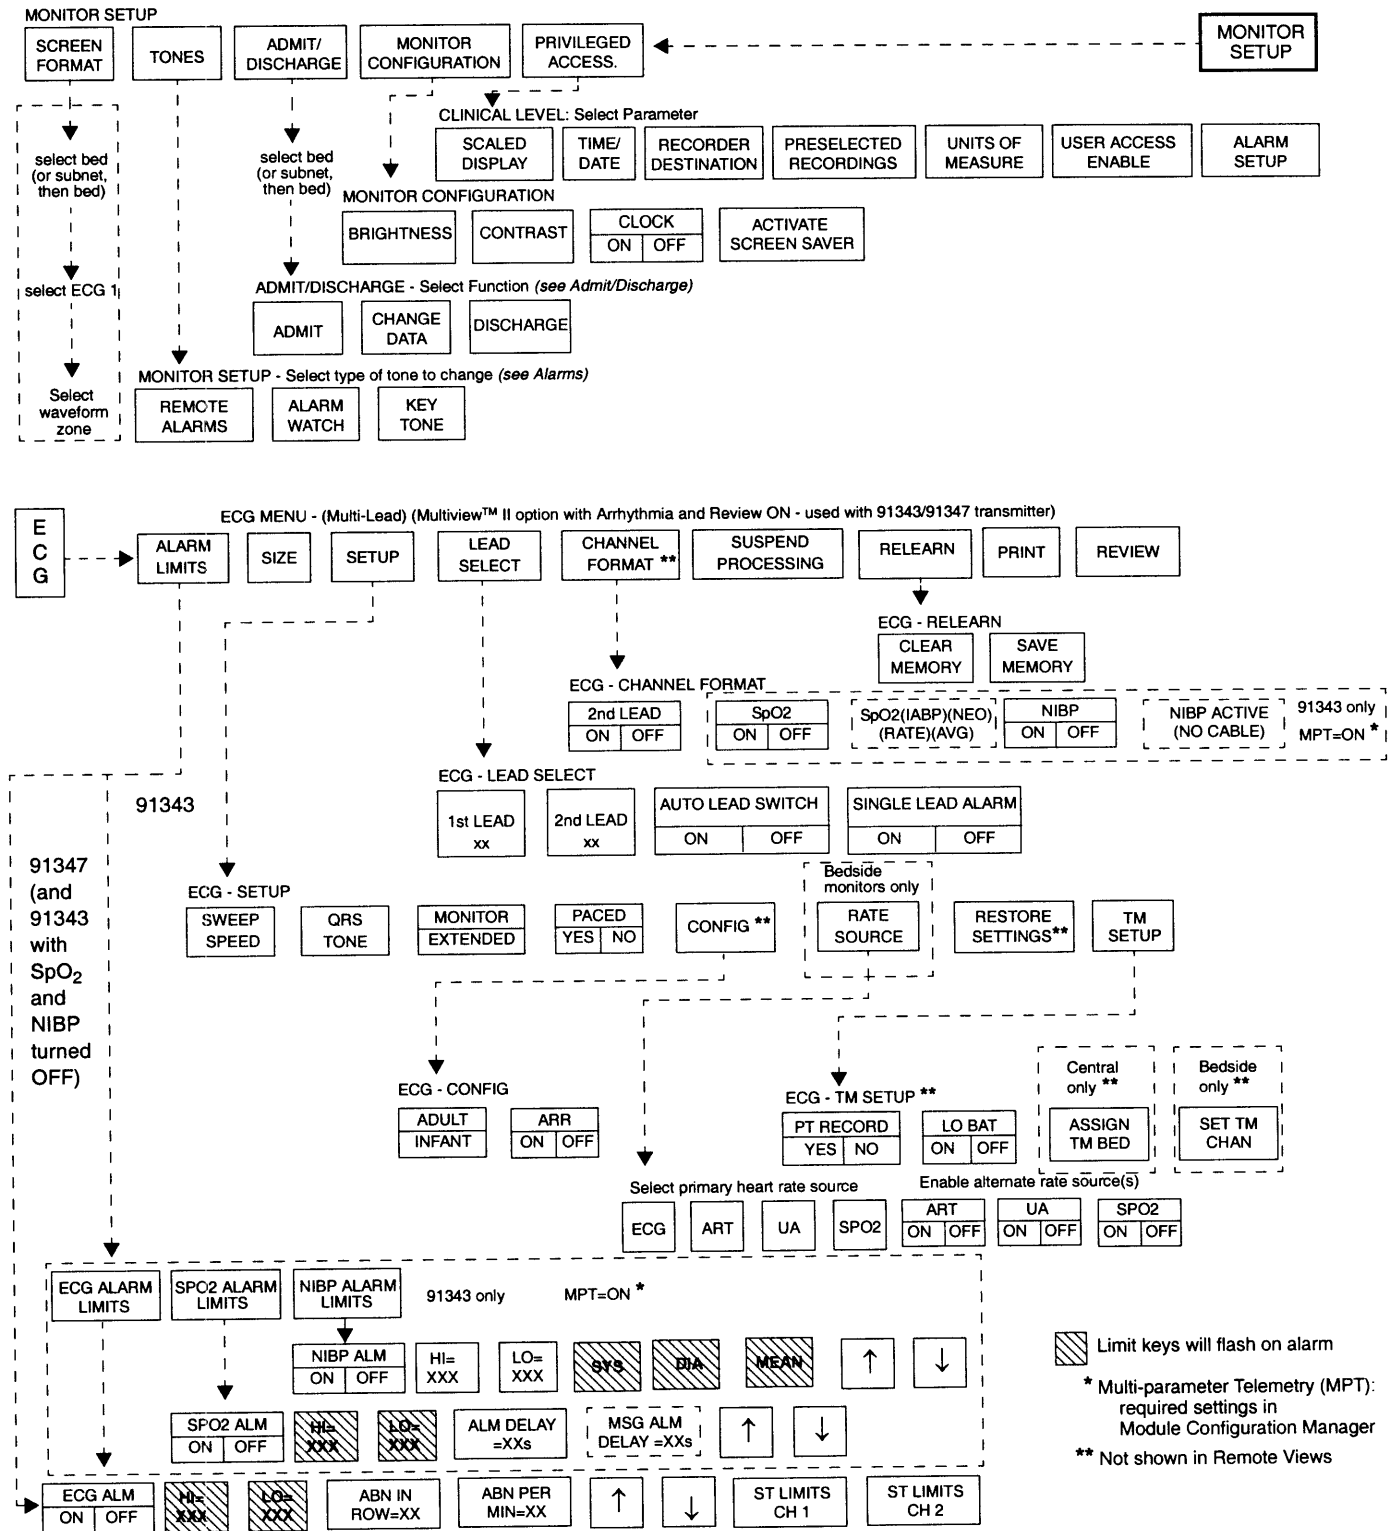 MONITOR SETUP
SCREEN
FORMAT
TONES
ADMIT/
DISCHARGE
MONITOR
CONFIGURATION
PRIVILEGED
ACCESS.
MONITOR
SETUP
CLINICAL LEVEL: Select Parameter
SCALED
DISPLAY
TIME/
DATE
RECORDER
DESTINATION
PRESELECTED
RECORDINGS
UNITS OF
MEASURE
USER ACCESS
ENABLE
ALARM
SETUP
select bed
(or subnet,
then bed)
select bed
(or subnet,
then bed)
MONITOR CONFIGURATION
BRIGHTNESS
CONTRAST
CLOCK
ON OFF
ACTIVATE
SCREEN SAVER
select ECG 1
ADMIT/DISCHARGE - Select Function (see Admit/Discharge)
ADMIT
CHANGE
DATA
DISCHARGE
Select
waveform
zone
MONITOR SETUP - Select type of tone to change (see Alarms)
REMOTE
ALARMS
ALARM
WATCH
KEY
TONE
E
C
G
ECG MENU - (Multi-Lead) (Multiview™ II option with Arrhythmia and Review ON - used with 91343/91347 transmitter)
ALARM
LIMITS
SIZE
SETUP
LEAD
SELECT
CHANNEL
FORMAT **
SUSPEND
PROCESSING
RELEARN
PRINT
REVIEW
ECG - RELEARN
CLEAR
MEMORY
SAVE
MEMORY
ECG - CHANNEL FORMAT
2nd LEAD
ON OFF
SpO2
ON OFF
SpO2(IABP)(NEO)
(RATE)(AVG)
NIBP
ON OFF
NIBP ACTIVE
(NO CABLE)
91343 only
MPT=ON *
ECG - LEAD SELECT
1st LEAD
xx
2nd LEAD
xx
AUTO LEAD SWITCH
ON OFF
SINGLE LEAD ALARM
ON OFF
91343
91347
(and
91343
with
SpO2
and
NIBP
turned
OFF)
ECG - SETUP
SWEEP
SPEED
QRS
TONE
MONITOR
EXTENDED
PACED
YES NO
CONFIG **
Bedside
monitors only
RATE
SOURCE
RESTORE
SETTINGS**
TM
SETUP
ECG - CONFIG
ADULT
INFANT
ARR
ON OFF
ECG - TM SETUP **
PT RECORD
YES NO
LO BAT
ON OFF
Central
only **
ASSIGN
TM BED
Bedside
only **
SET TM
CHAN
Select primary heart rate source
ECG
ART
UA
SPO2
Enable alternate rate source(s)
ART
ON OFF
UA
ON OFF
SPO2
ON OFF
ECG ALARM
LIMITS
SPO2 ALARM
LIMITS
NIBP ALARM
LIMITS
91343 only
MPT=ON *
NIBP ALM
ON OFF
HI=
XXX
LO=
XXX
SYS
DIA
MEAN
↑
↓
SPO2 ALM
ON OFF
HI=
XXX
LO=
XXX
ALM DELAY
=XXs
MSG ALM
DELAY =XXs
↑
↓
ECG ALM
ON OFF
HI=
XXX
LO=
XXX
ABN IN
ROW=XX
ABN PER
MIN=XX
↑
↓
ST LIMITS
CH 1
ST LIMITS
CH 2
Limit keys will flash on alarm
* Multi-parameter Telemetry (MPT):
required settings in
Module Configuration Manager
** Not shown in Remote Views